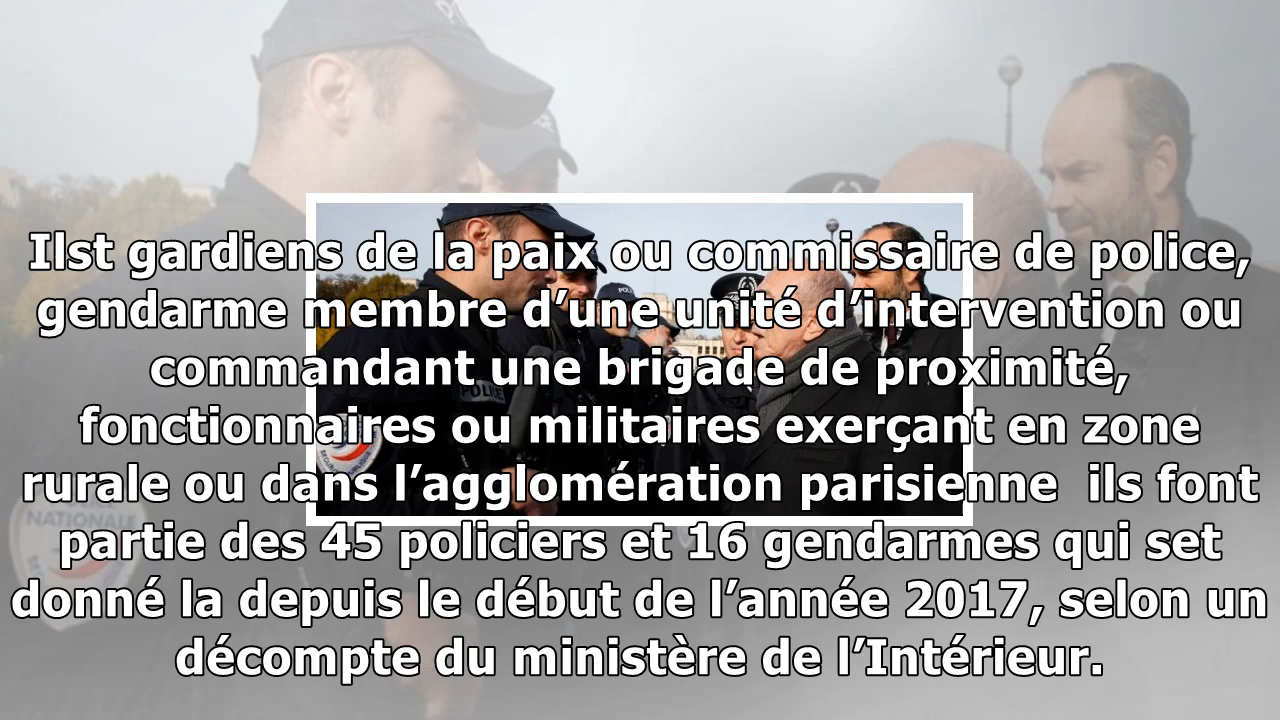 Ilst gardiens de la paix ou commissaire de police,
gendarme membre d’une unité d’intervention ou
commandant une brigade de proximité,
fonctionnaires ou militaires exerçant en zone
rurale ou dans l’agglomération parisienne  ils font
partie des 45 policiers et 16 gendarmes qui set
donné la depuis le début de l’année 2017, selon un
décompte du ministère de l’Intérieur.
POLICE
POLICE
NATIONALE